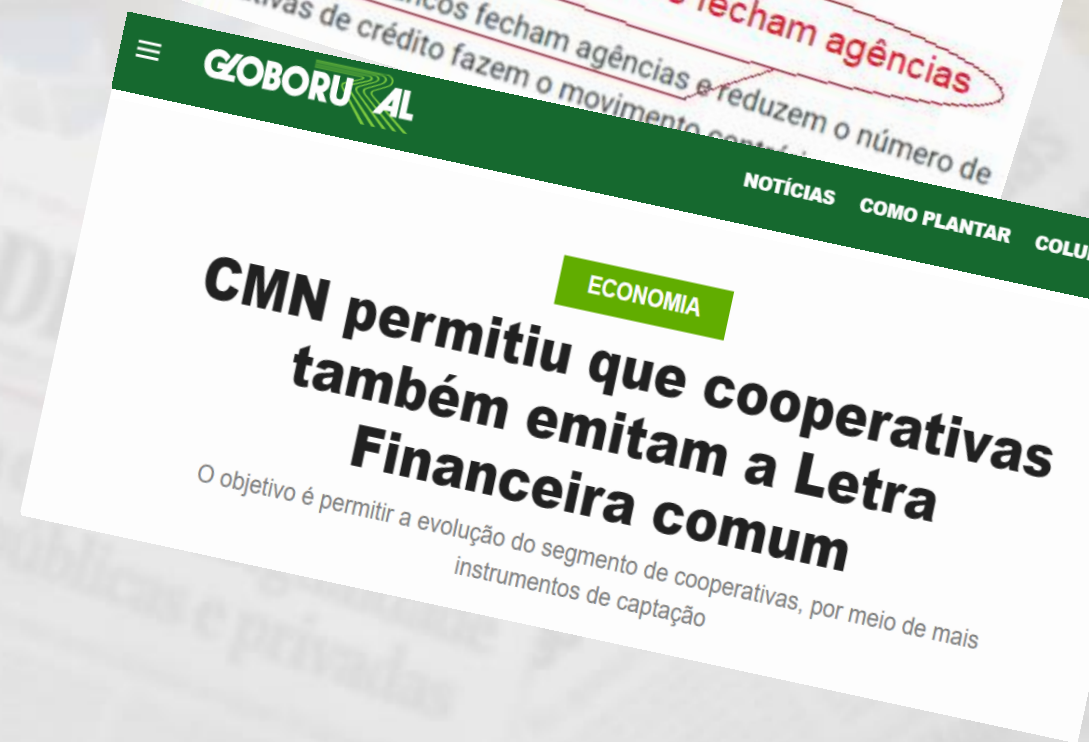 fecham agências
fecham agências e reduzem o número de
de crédito fazem o movimento
GLOBORURAL
NOTÍCIAS COMO PLANTAR
ECONOMIA
CMN permitiu que cooperativas
também emitam a Letra
Financeira comum
O objetivo é permitir a evolução do segmento de cooperativas, por meio de mais
instrumentos de captação
públicas e privadas